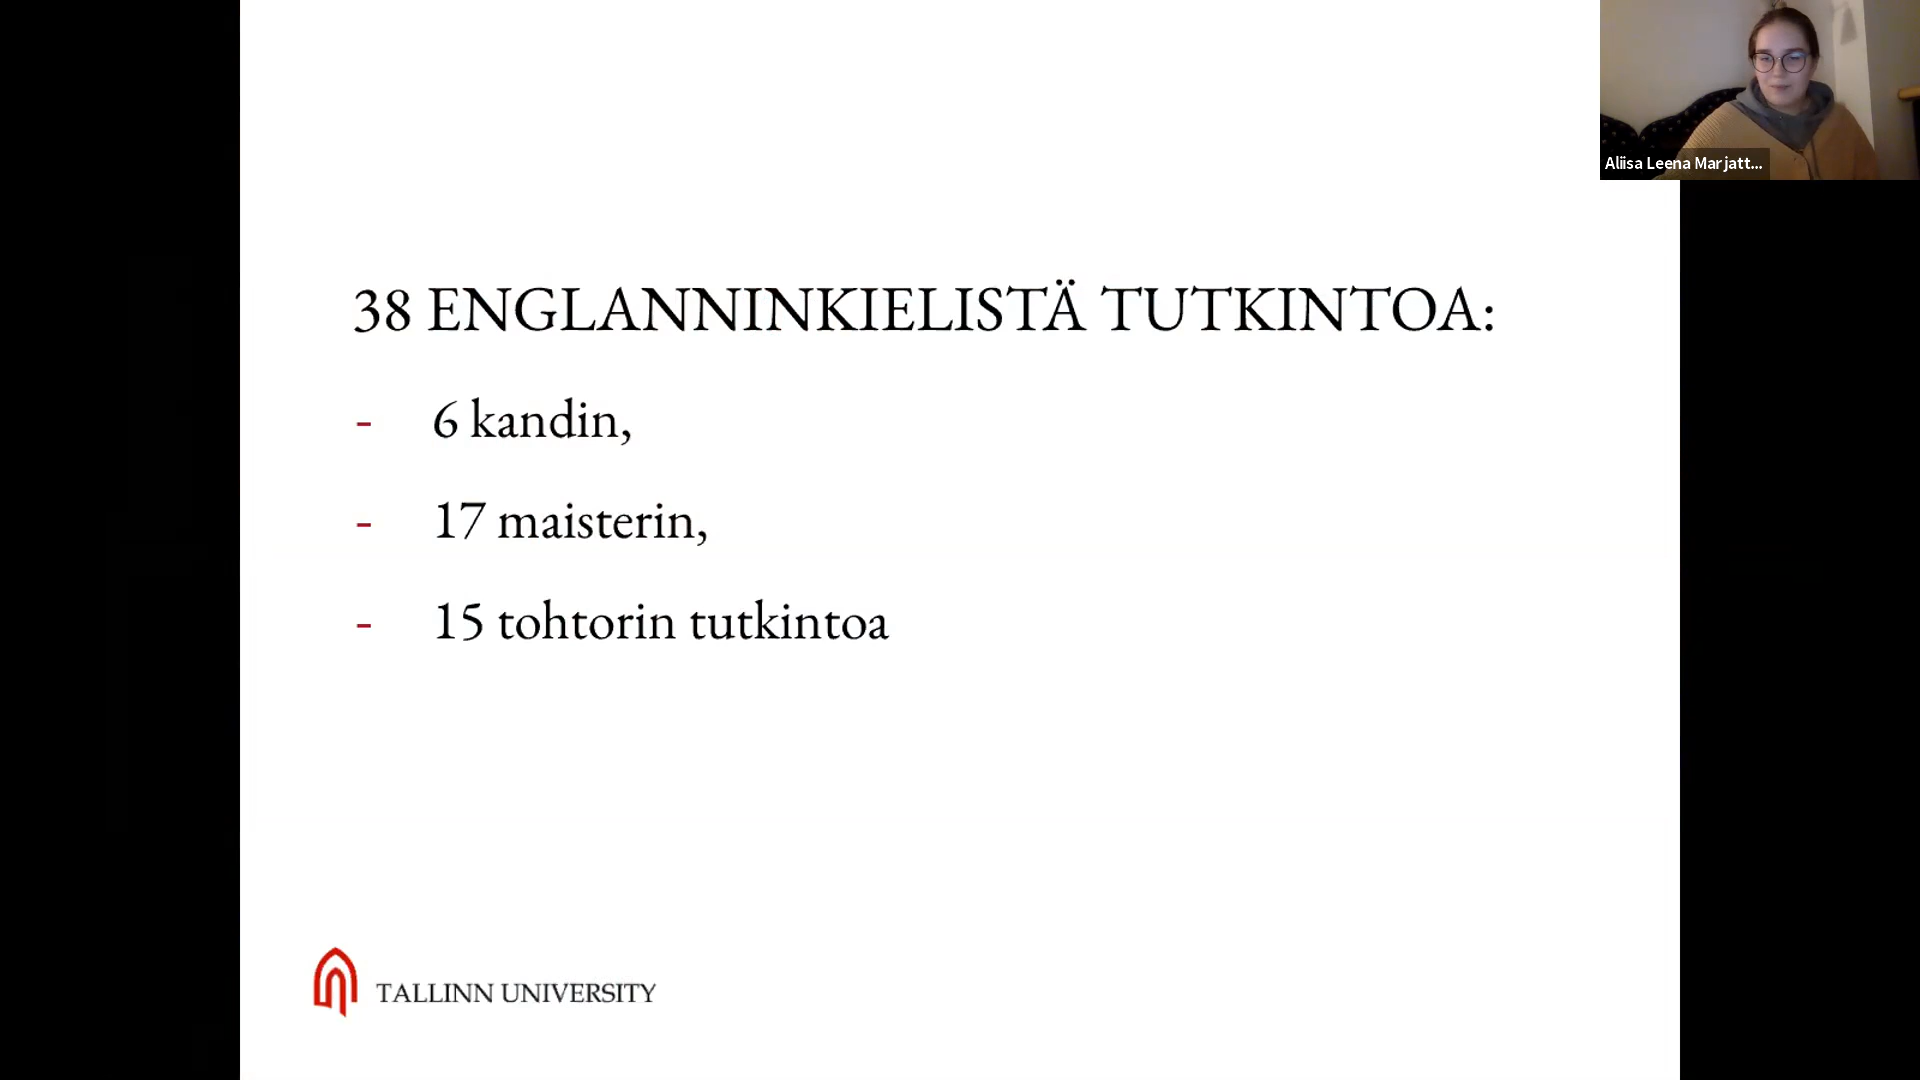 Aliisa Leena Marjatt...
38 ENGLANNINKIELISTÄ TUTKINTOA:
- 6 kandin,
- 17 maisterin,
- 15 tohtorin tutkintoa
TALLINN UNIVERSITY